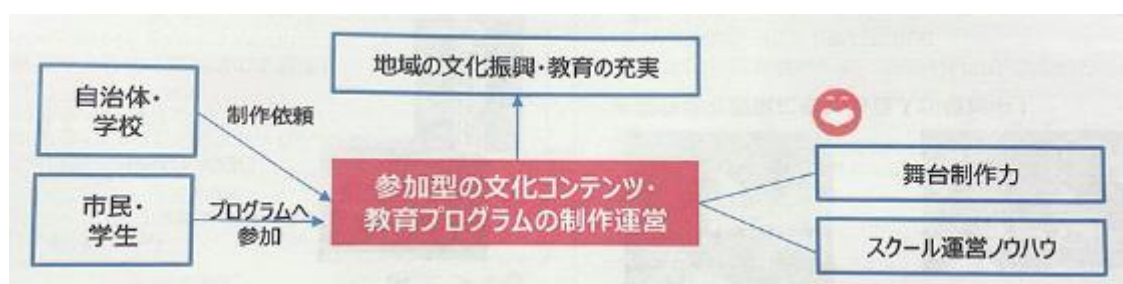 地域の文化振興・教育の充実
自治体・
学校
制作依頼
市民・
学生
プログラムへ
参加
参加型の文化コンテンツ・
教育プログラムの制作運営
舞台制作力
スクール運営ノウハウ